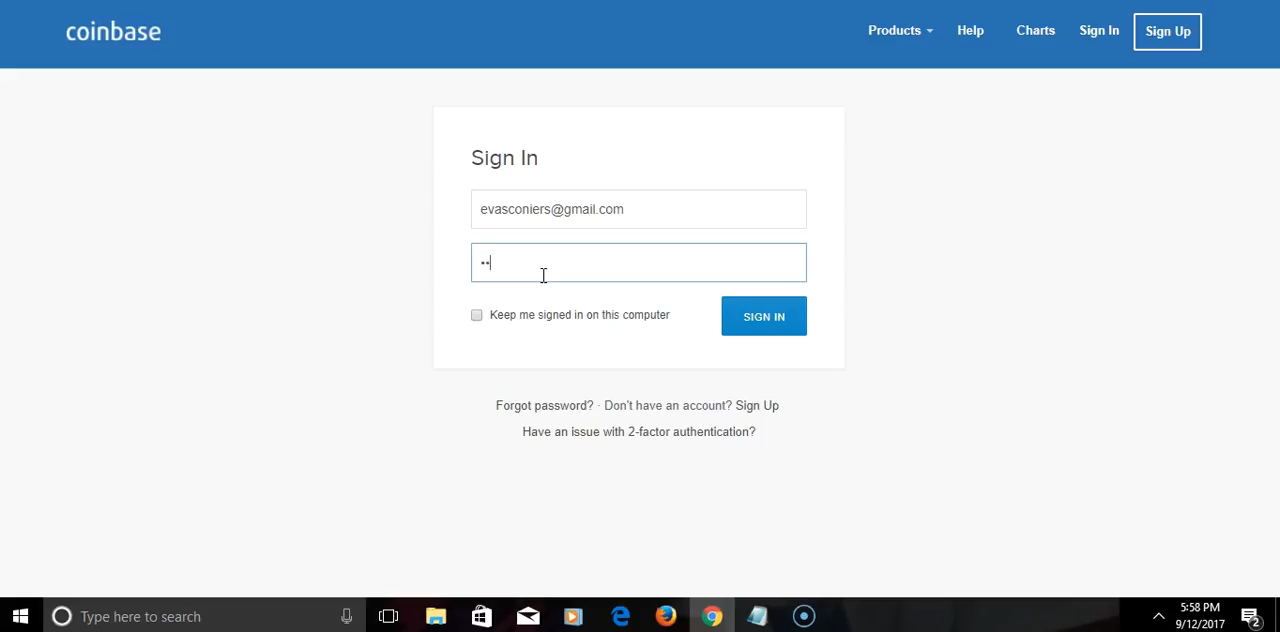 coinbase
Products Help Charts Sign In Sign Up
Sign In
evasconiers@gmail.com
••
Keep me signed in on this computer SIGN IN
Forgot password? · Don't have an account? Sign Up
Have an issue with 2-factor authentication?
Type here to search
5:58 PM
9/12/2017
2